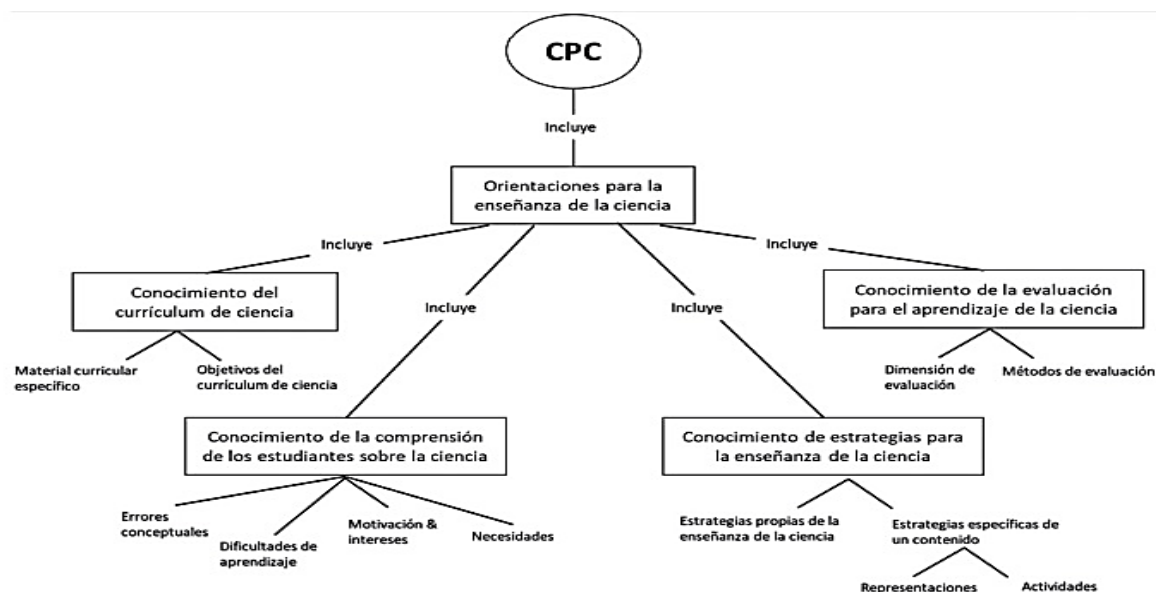 CPC
Incluye
Orientaciones para la
enseñanza de la ciencia
Incluye
Incluye
Incluye
Incluye
Conocimiento del
currículum de ciencia
Material curricular
específico
Objetivos del
currículum de ciencia
Conocimiento de la evaluación
para el aprendizaje de la ciencia
Dimensión de
evaluación
Métodos de evaluación
Conocimiento de la comprensión
de los estudiantes sobre la ciencia
Errores
conceptuales
Dificultades de
aprendizaje
Motivación &
intereses
Necesidades
Conocimiento de estrategias para
la enseñanza de la ciencia
Estrategias propias de la
enseñanza de la ciencia
Estrategias específicas de
un contenido
Representaciones
Actividades